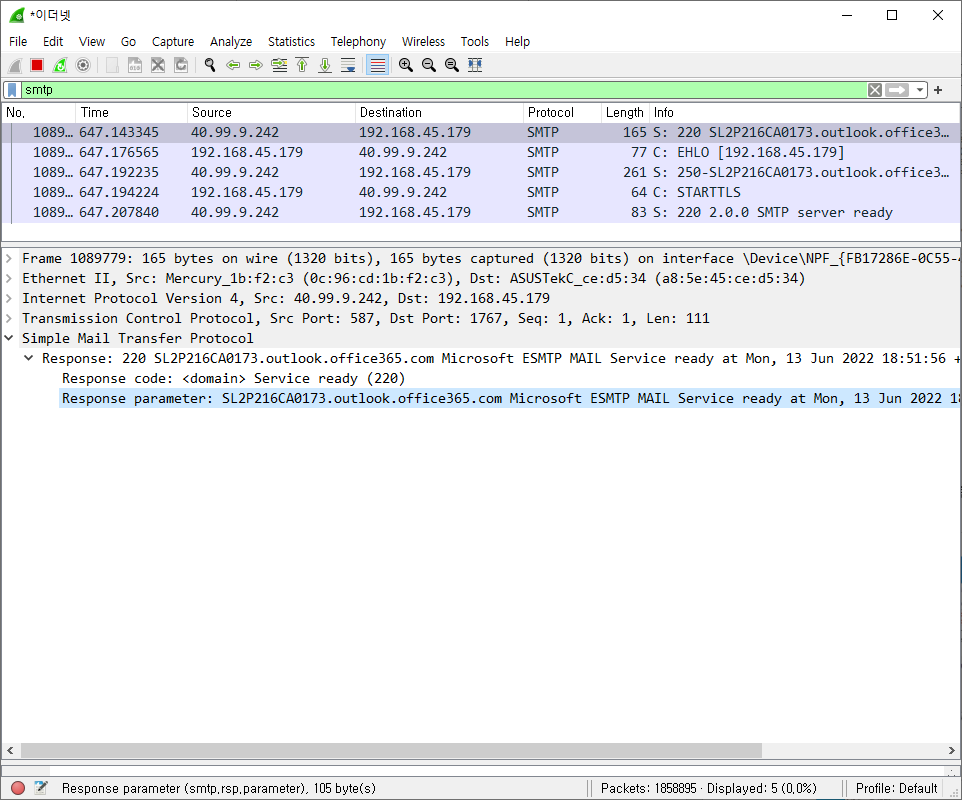 *이더넷
File Edit View Go Capture Analyze Statistics Telephony Wireless Tools Help
smtp
No. Time Source Destination Protocol Length Info
1089… 647.143345 40.99.9.242 192.168.45.179 SMTP 165 S: 220 SL2P216CA0173.outlook.office3…
1089… 647.176565 192.168.45.179 40.99.9.242 SMTP 77 C: EHLO [192.168.45.179]
1089… 647.192235 40.99.9.242 192.168.45.179 SMTP 261 S: 250-SL2P216CA0173.outlook.office3…
1089… 647.194224 192.168.45.179 40.99.9.242 SMTP 64 C: STARTTLS
1089… 647.207840 40.99.9.242 192.168.45.179 SMTP 83 S: 220 2.0.0 SMTP server ready
Frame 1089779: 165 bytes on wire (1320 bits), 165 bytes captured (1320 bits) on interface \Device\NPF_{FB17286E-0C55-
Ethernet II, Src: Mercury_1b:f2:c3 (0c:96:cd:1b:f2:c3), Dst: ASUSTekC_ce:d5:34 (a8:5e:45:ce:d5:34)
Internet Protocol Version 4, Src: 40.99.9.242, Dst: 192.168.45.179
Transmission Control Protocol, Src Port: 587, Dst Port: 1767, Seq: 1, Ack: 1, Len: 111
Simple Mail Transfer Protocol
Response: 220 SL2P216CA0173.outlook.office365.com Microsoft ESMTP MAIL Service ready at Mon, 13 Jun 2022 18:51:56 +
Response code: <domain> Service ready (220)
Response parameter: SL2P216CA0173.outlook.office365.com Microsoft ESMTP MAIL Service ready at Mon, 13 Jun 2022 18
Response parameter (smtp.rsp.parameter), 105 byte(s) Packets: 1858895 · Displayed: 5 (0.0%) Profile: Default